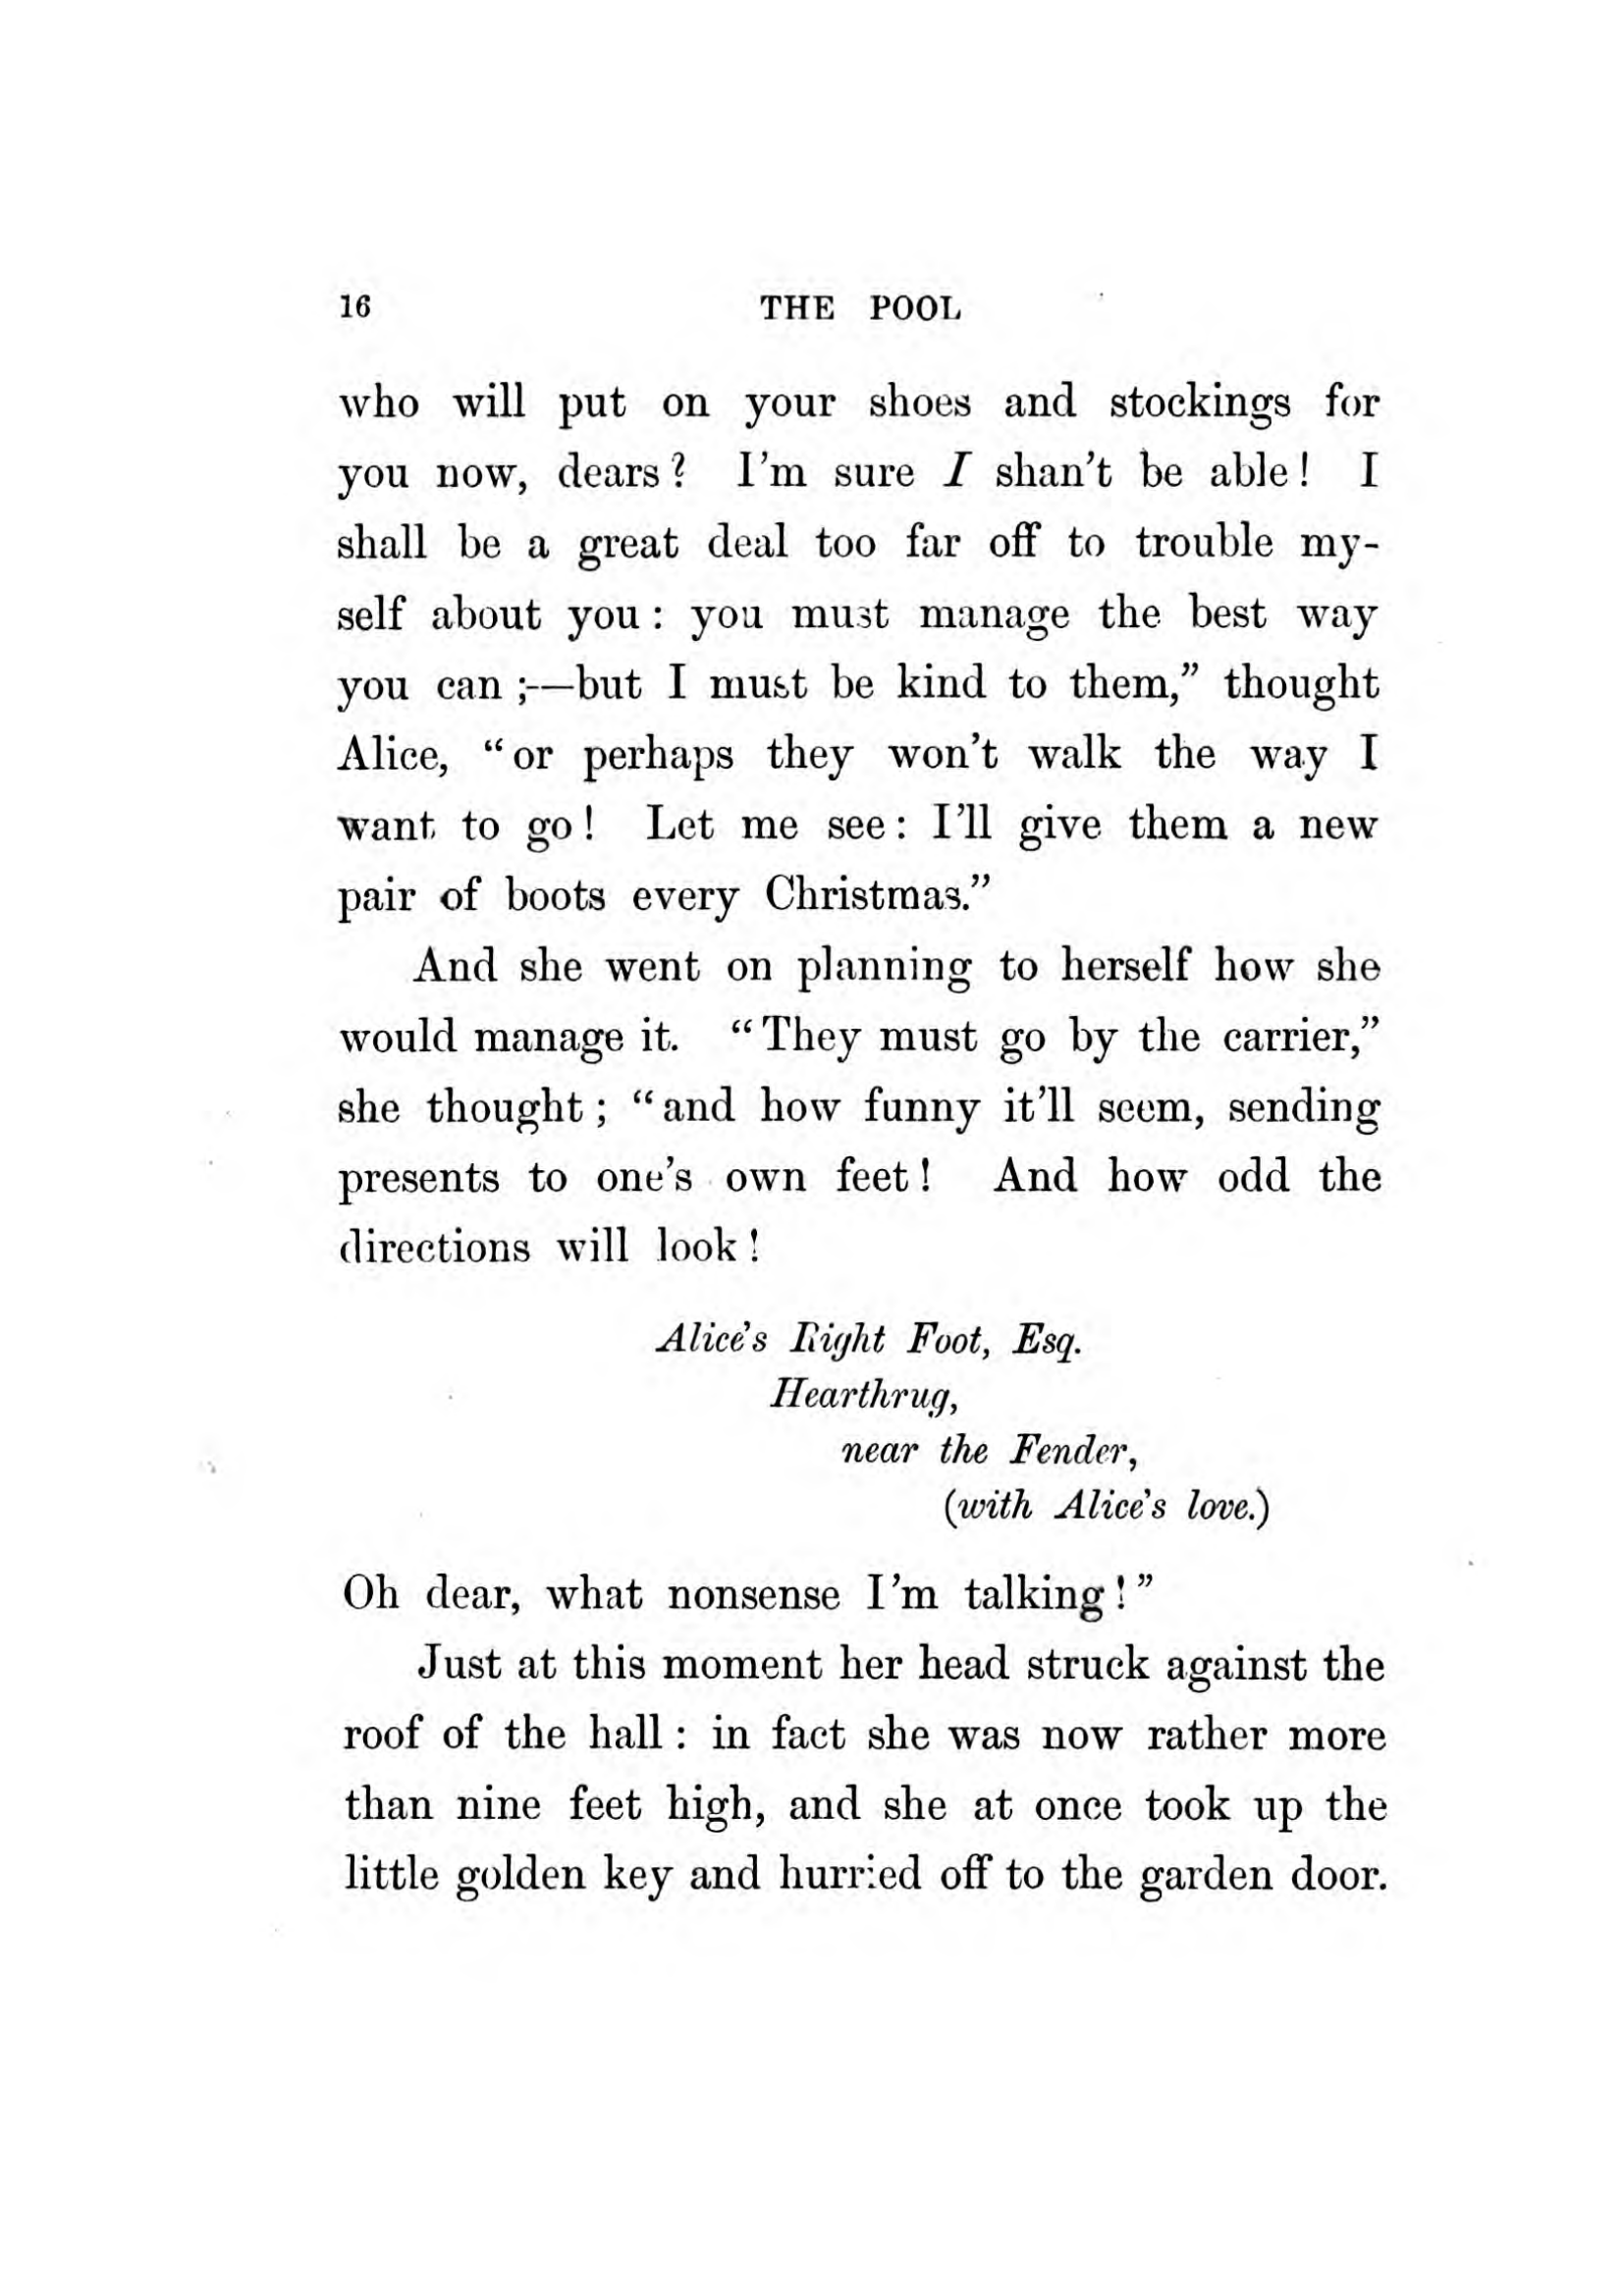 16 THE POOL
who will put on your shoes and stockings for
you now, dears? I'm sure I shan't be able! I
shall be a great deal too far off to trouble my-
self about you: you must manage the best way
you can;—but I must be kind to them,” thought
Alice, “or perhaps they won't walk the way I
want to go! Let me see: I'll give them a new
pair of boots every Christmas.”
And she went on planning to herself how she
would manage it. “They must go by the carrier,”
she thought; “and how funny it'll seem, sending
presents to one's own feet! And how odd the
directions will look!
Alice's Right Foot, Esq.
Hearthrug,
near the Fender,
(with Alice's love.)
Oh dear, what nonsense I'm talking!”
Just at this moment her head struck against the
roof of the hall: in fact she was now rather more
than nine feet high, and she at once took up the
little golden key and hurried off to the garden door.